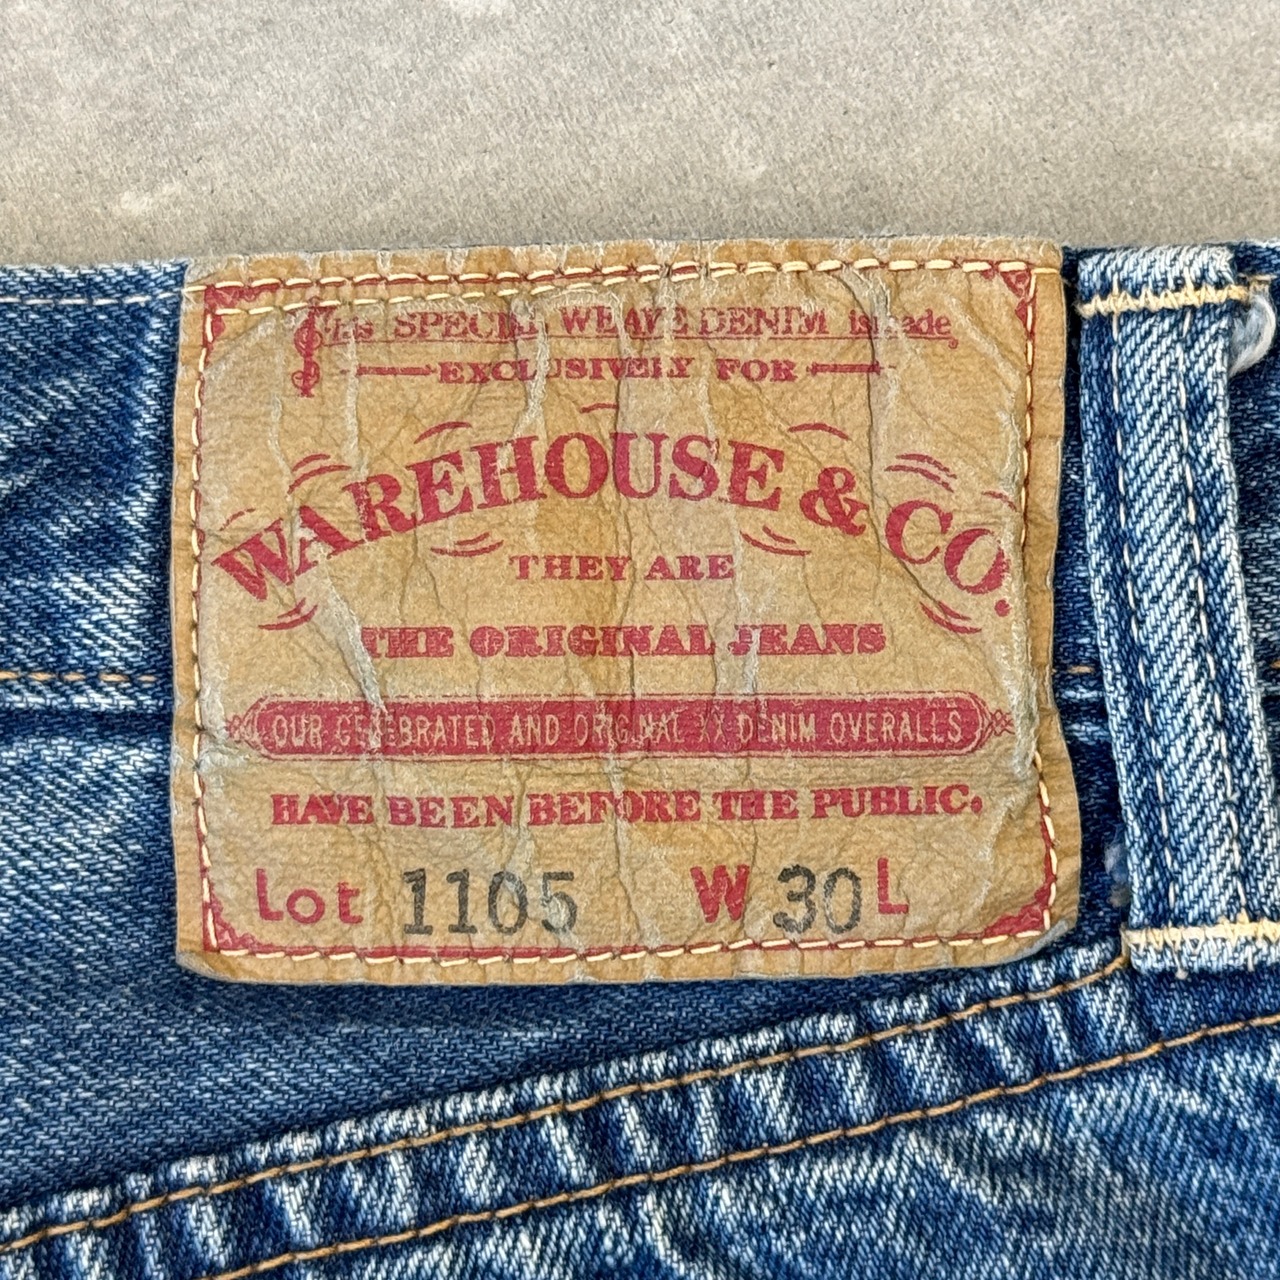 This SPECIAL WEAVE DENIM is made
EXCLUSIVELY FOR
WAREHOUSE & CO.
THEY ARE
THE ORIGINAL JEANS
OUR CELEBRATED AND ORIGINAL XX DENIM OVERALLS
HAVE BEEN BEFORE THE PUBLIC.
Lot 1105 W 30 L